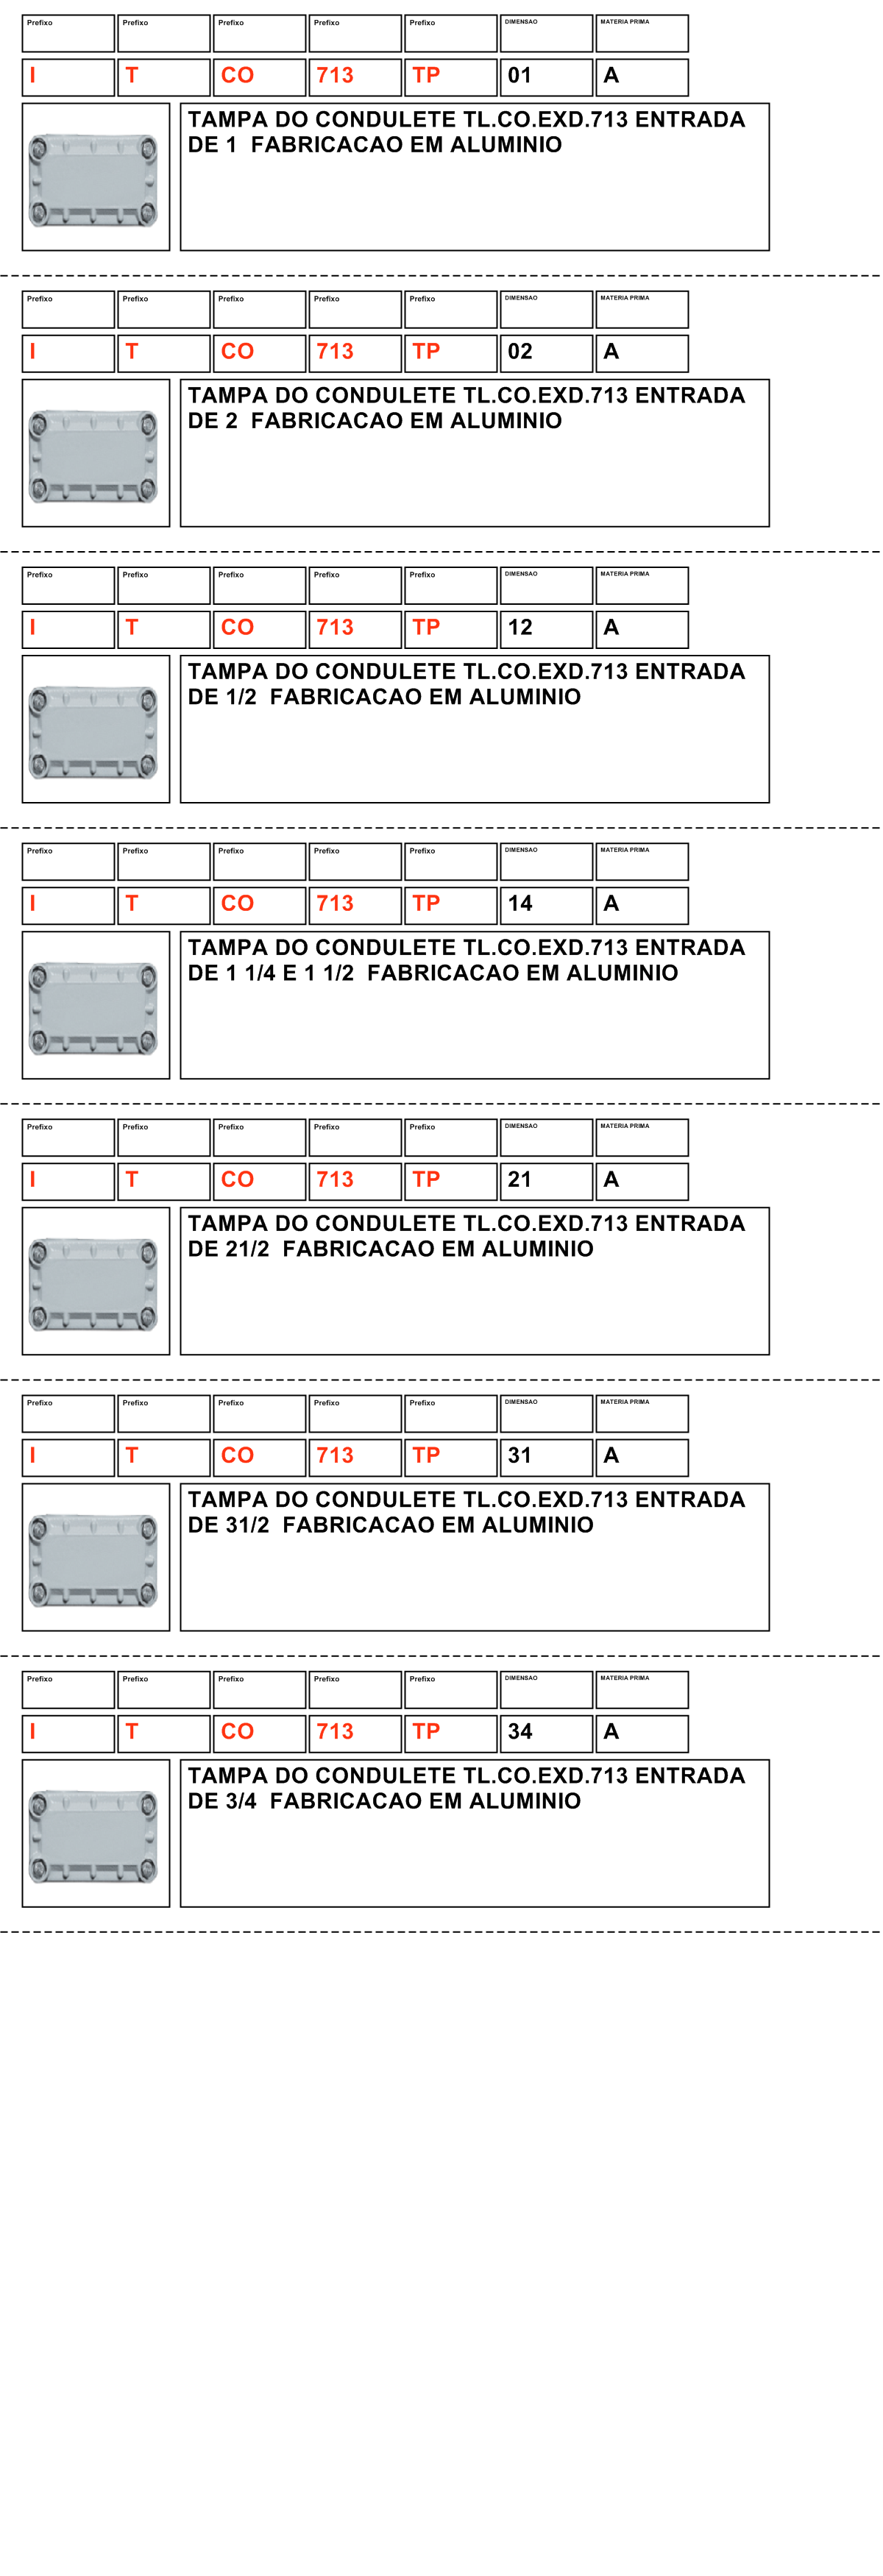 Prefixo Prefixo Prefixo Prefixo Prefixo DIMENSAO MATERIA PRIMA
I T CO 713 TP 01 A
TAMPA DO CONDULETE TL.CO.EXD.713 ENTRADA
DE 1  FABRICACAO EM ALUMINIO
Prefixo Prefixo Prefixo Prefixo Prefixo DIMENSAO MATERIA PRIMA
I T CO 713 TP 02 A
TAMPA DO CONDULETE TL.CO.EXD.713 ENTRADA
DE 2  FABRICACAO EM ALUMINIO
Prefixo Prefixo Prefixo Prefixo Prefixo DIMENSAO MATERIA PRIMA
I T CO 713 TP 12 A
TAMPA DO CONDULETE TL.CO.EXD.713 ENTRADA
DE 1/2  FABRICACAO EM ALUMINIO
Prefixo Prefixo Prefixo Prefixo Prefixo DIMENSAO MATERIA PRIMA
I T CO 713 TP 14 A
TAMPA DO CONDULETE TL.CO.EXD.713 ENTRADA
DE 1 1/4 E 1 1/2  FABRICACAO EM ALUMINIO
Prefixo Prefixo Prefixo Prefixo Prefixo DIMENSAO MATERIA PRIMA
I T CO 713 TP 21 A
TAMPA DO CONDULETE TL.CO.EXD.713 ENTRADA
DE 21/2  FABRICACAO EM ALUMINIO
Prefixo Prefixo Prefixo Prefixo Prefixo DIMENSAO MATERIA PRIMA
I T CO 713 TP 31 A
TAMPA DO CONDULETE TL.CO.EXD.713 ENTRADA
DE 31/2  FABRICACAO EM ALUMINIO
Prefixo Prefixo Prefixo Prefixo Prefixo DIMENSAO MATERIA PRIMA
I T CO 713 TP 34 A
TAMPA DO CONDULETE TL.CO.EXD.713 ENTRADA
DE 3/4  FABRICACAO EM ALUMINIO